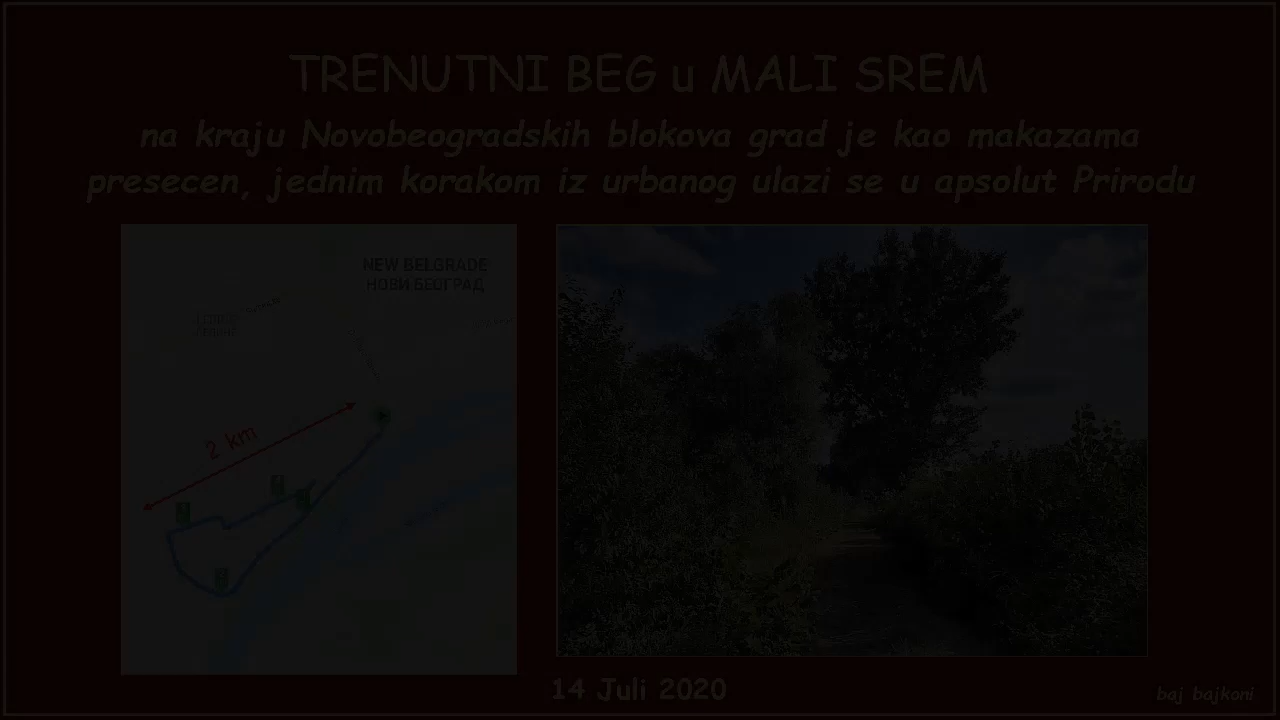 TRENUTNI BEG u MALI SREM
na kraju Novobeogradskih blokova grad je kao makazama
presecen, jednim korakom iz urbanog ulazi se u apsolut Prirodu
NEW BELGRADE
НОВИ БЕОГРАД
2 km
14 Juli 2020
baj bajkoni